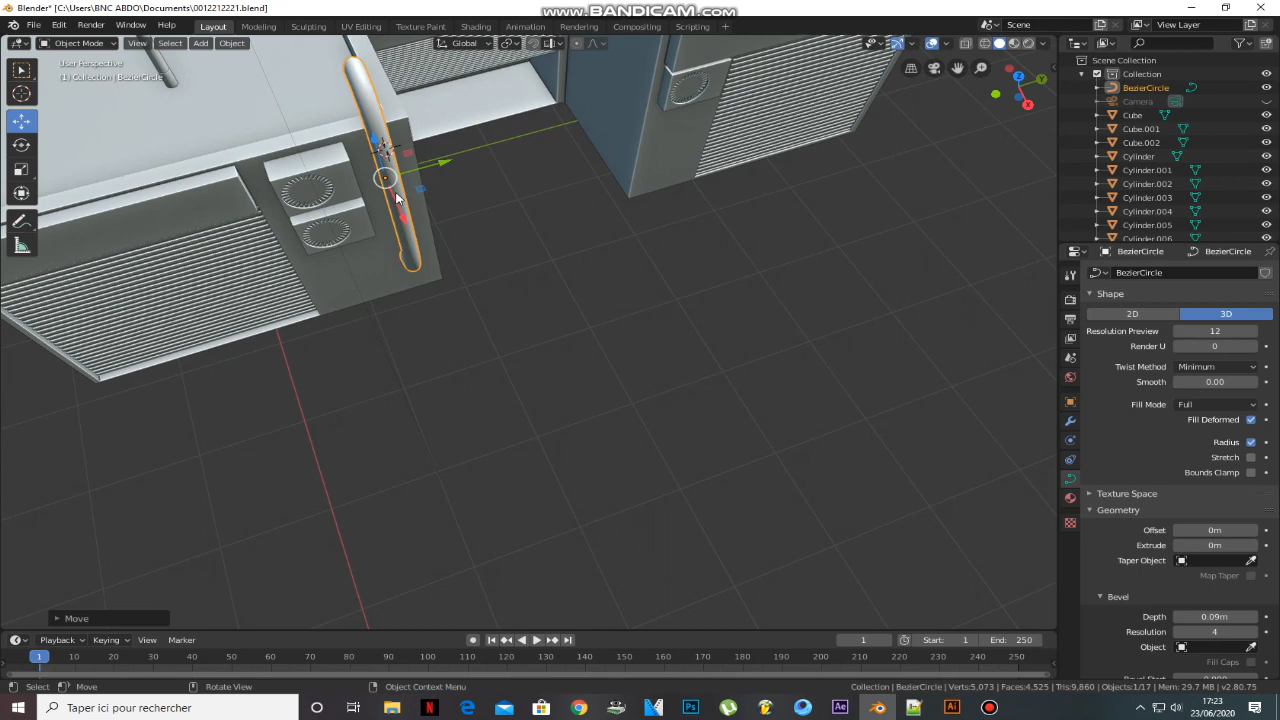 Blender* [C:\Users\BNC ABDO\Documents\0012212221.blend]
www.BANDICAM.com
File Edit Render Window Help Layout Modeling Sculpting UV Editing Texture Paint Shading Animation Rendering Compositing Scripting + Scene View Layer
Object Mode View Select Add Object Global
User Perspective
(1) Collection | BezierCircle
Scene Collection
Collection
BezierCircle
Camera
Cube
Cube.001
Cube.002
Cylinder
Cylinder.001
Cylinder.002
Cylinder.003
Cylinder.004
Cylinder.005
Cylinder.006
BezierCircle BezierCircle
BezierCircle
Shape
2D 3D
Resolution Preview 12
Render U 0
Twist Method Minimum
Smooth 0.00
Fill Mode Full
Fill Deformed
Radius
Stretch
Bounds Clamp
Texture Space
Geometry
Offset 0m
Extrude 0m
Taper Object
Map Taper
Bevel
Depth 0.09m
Resolution 4
Object
Fill Caps
Move
Playback Keying View Marker 1 Start: 1 End: 250
1 10 20 30 40 50 60 70 80 90 100 110 120 130 140 150 160 170 180 190 200 210 220 230 240 250
Select Move Rotate View Object Context Menu Collection | BezierCircle | Verts:5,073 | Faces:4,525 | Tris:9,860 | Objects:1/17 | Mem: 29.7 MB | v2.80.75
Taper ici pour rechercher
17:23
23/06/2020